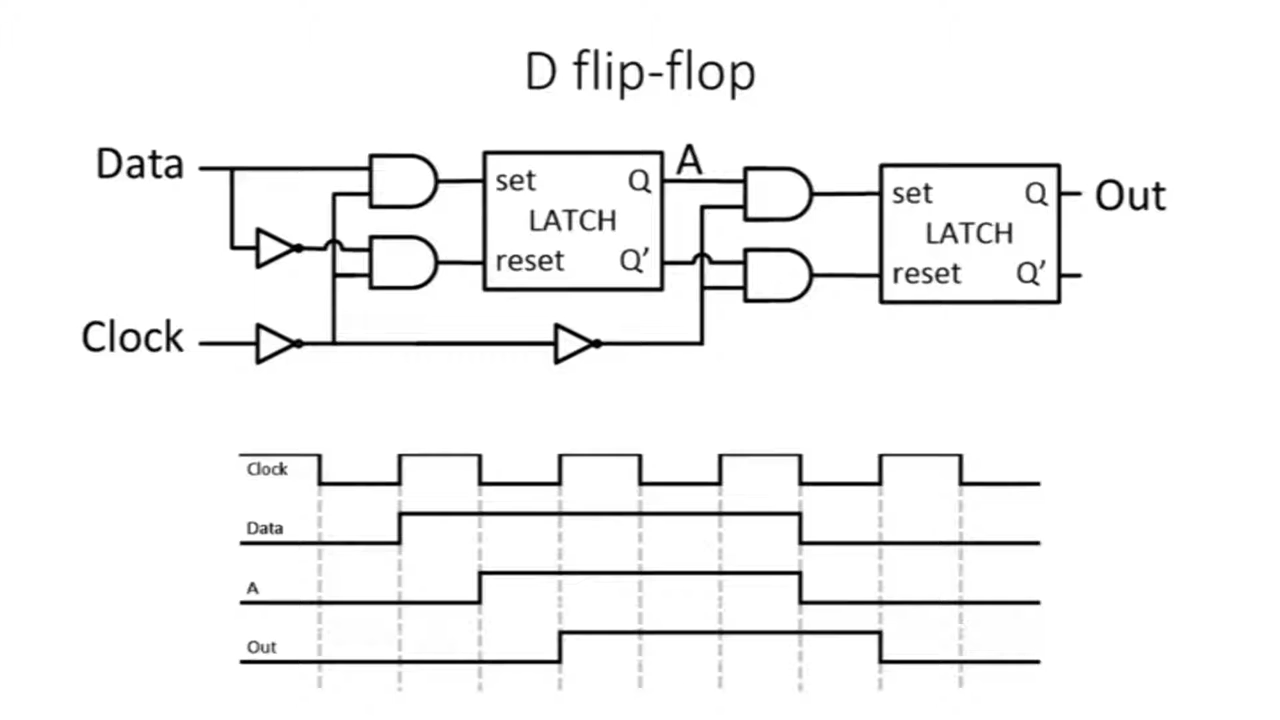 D flip-flop
Data
A
set Q
LATCH
reset Q'
set Q
LATCH
reset Q'
Out
Clock
Clock
Data
A
Out